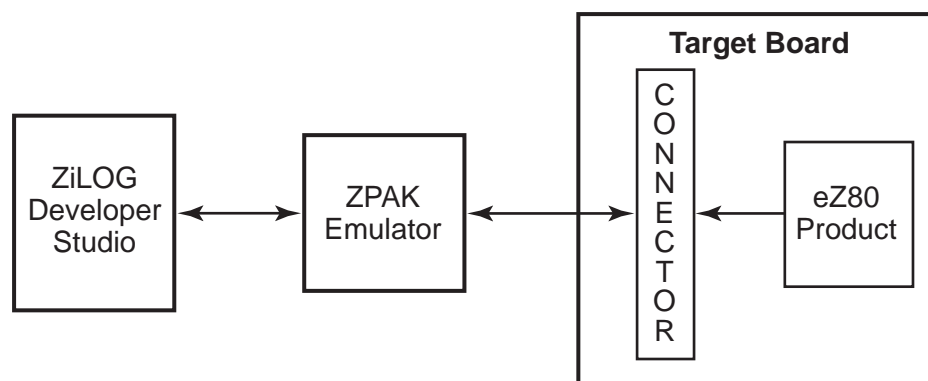 Target Board
ZiLOG
Developer
Studio
ZPAK
Emulator
C
O
N
N
E
C
T
O
R
eZ80
Product